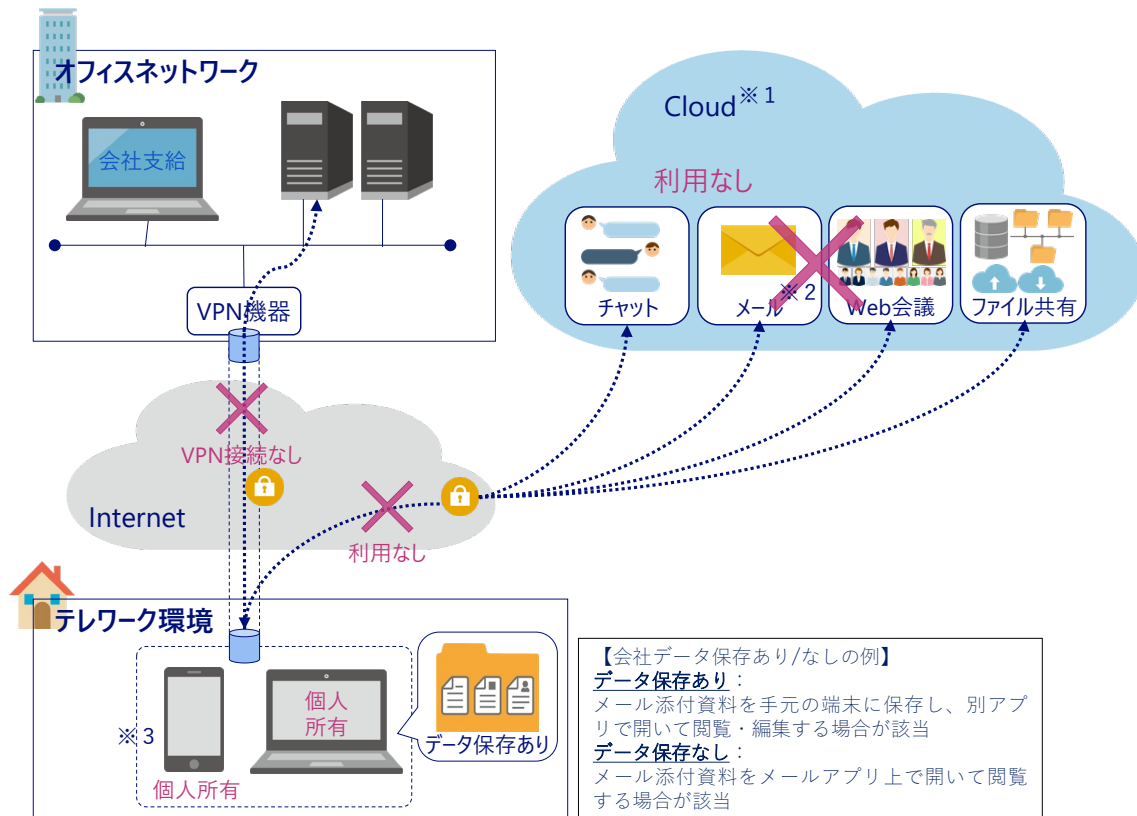 オフィスネットワーク
会社支給
VPN機器
Cloud※1
利用なし
チャット
メール※2
Web会議
ファイル共有
VPN接続なし
Internet
利用なし
テレワーク環境
※3
個人所有
個人
所有
データ保存あり
【会社データ保存あり/なしの例】
データ保存あり：
メール添付資料を手元の端末に保存し、別アプ
リで開いて閲覧・編集する場合が該当
データ保存なし：
メール添付資料をメールアプリ上で開いて閲覧
する場合が該当